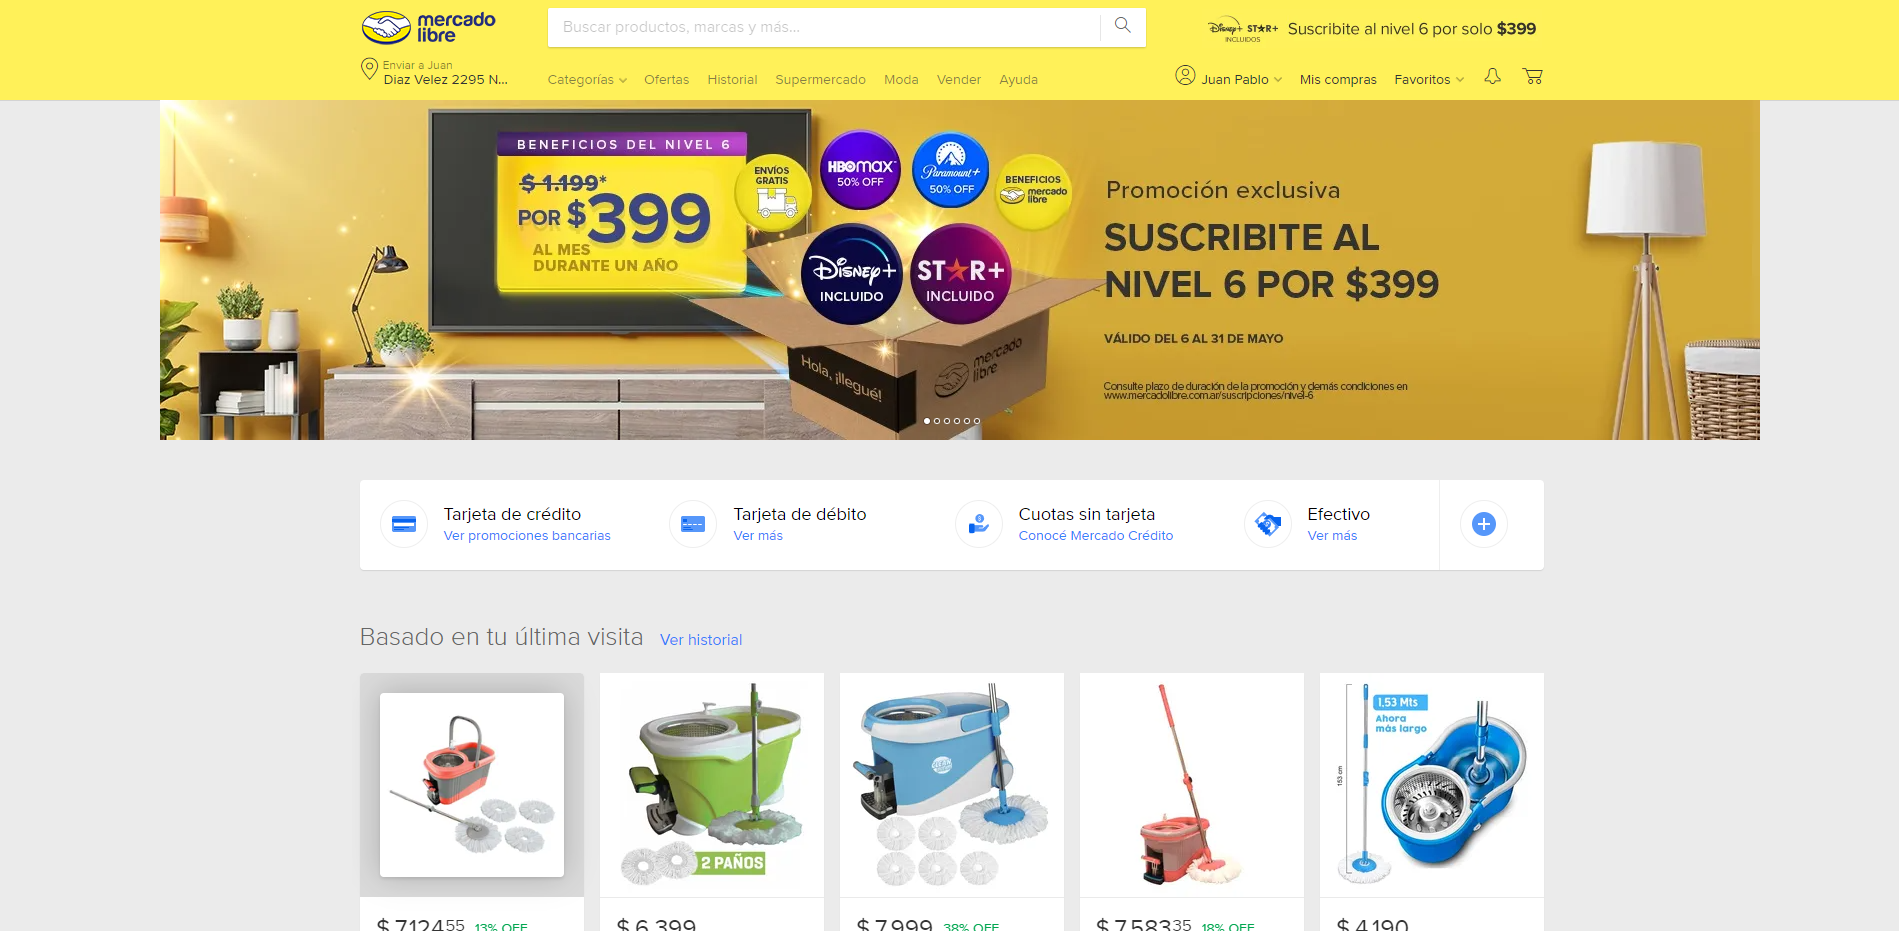 mercado
libre
Buscar productos, marcas y más...
Disney+ STAR+
INCLUIDOS
Suscribite al nivel 6 por solo $399
Enviar a Juan
Diaz Velez 2295 N...
Categorías
Ofertas
Historial
Supermercado
Moda
Vender
Ayuda
Juan Pablo
Mis compras
Favoritos
BENEFICIOS DEL NIVEL 6
$ 1.199*
POR $399
AL MES
DURANTE UN AÑO
ENVÍOS
GRATIS
HBOmax
50% OFF
Paramount+
50% OFF
BENEFICIOS
mercado
libre
Disney+
INCLUIDO
STAR+
INCLUIDO
Hola, ¡llegué!
mercado
libre
Promoción exclusiva
SUSCRIBITE AL
NIVEL 6 POR $399
VÁLIDO DEL 6 AL 31 DE MAYO
Consulte plazo de duración de la promoción y demás condiciones en
www.mercadolibre.com.ar/suscripciones/nivel-6
Tarjeta de crédito
Ver promociones bancarias
Tarjeta de débito
Ver más
Cuotas sin tarjeta
Conocé Mercado Crédito
Efectivo
Ver más
Basado en tu última visita
Ver historial
2 PAÑOS
1.53 Mts
Ahora
más largo
153 cm
$ 7.124 55 13% OFF
$ 6.399
$ 7.999 38% OFF
$ 7.583 35 18% OFF
$ 4.190